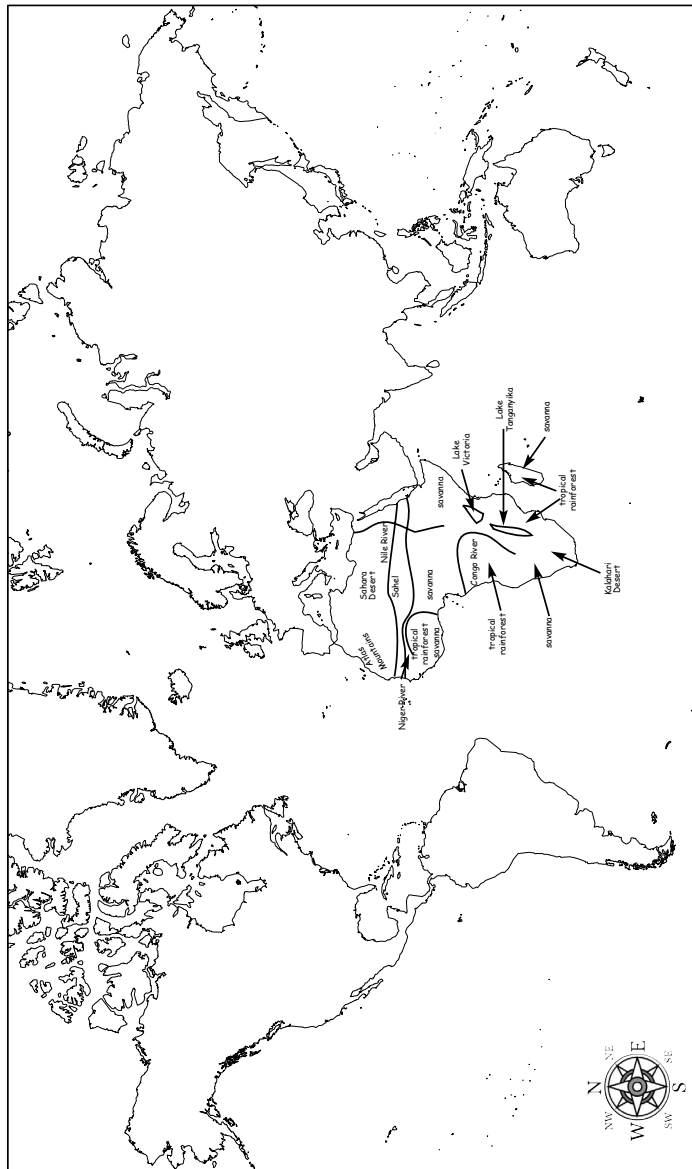 Atlas
Mountains
Sahara
Desert
Nile River
Sahel
Niger River
tropical
rainforest
savanna
savanna
savanna
Lake
Victoria
Congo River
Lake
Tanganyika
tropical
rainforest
savanna
savanna
tropical
rainforest
Kalahari
Desert
N
NW
NE
W
E
SW
SE
S